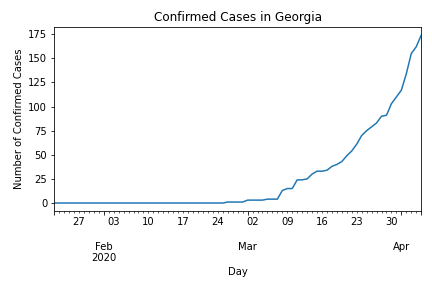 Confirmed Cases in Georgia
Number of Confirmed Cases
175
150
125
100
75
50
25
0
27 03 10 17 24 02 09 16 23 30
Feb Mar Apr
2020
Day